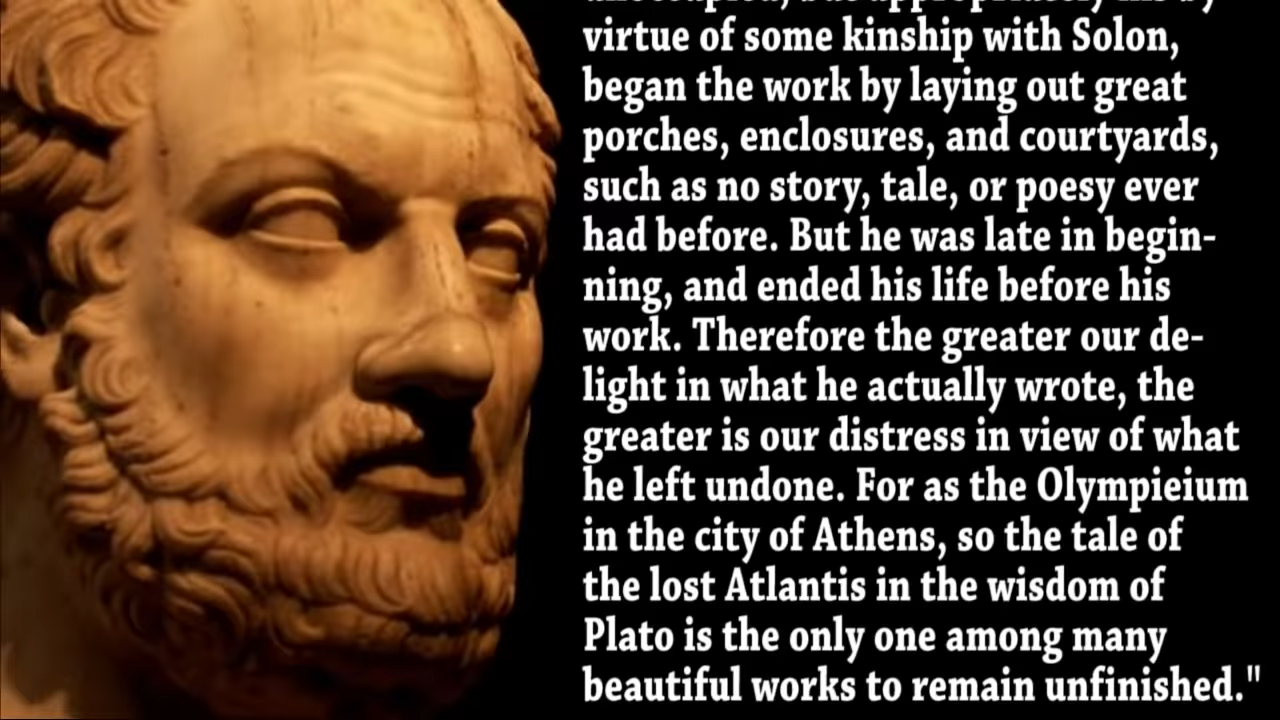 virtue of some kinship with Solon,
began the work by laying out great
porches, enclosures, and courtyards,
such as no story, tale, or poesy ever
had before. But he was late in begin-
ning, and ended his life before his
work. Therefore the greater our de-
light in what he actually wrote, the
greater is our distress in view of what
he left undone. For as the Olympieium
in the city of Athens, so the tale of
the lost Atlantis in the wisdom of
Plato is the only one among many
beautiful works to remain unfinished."